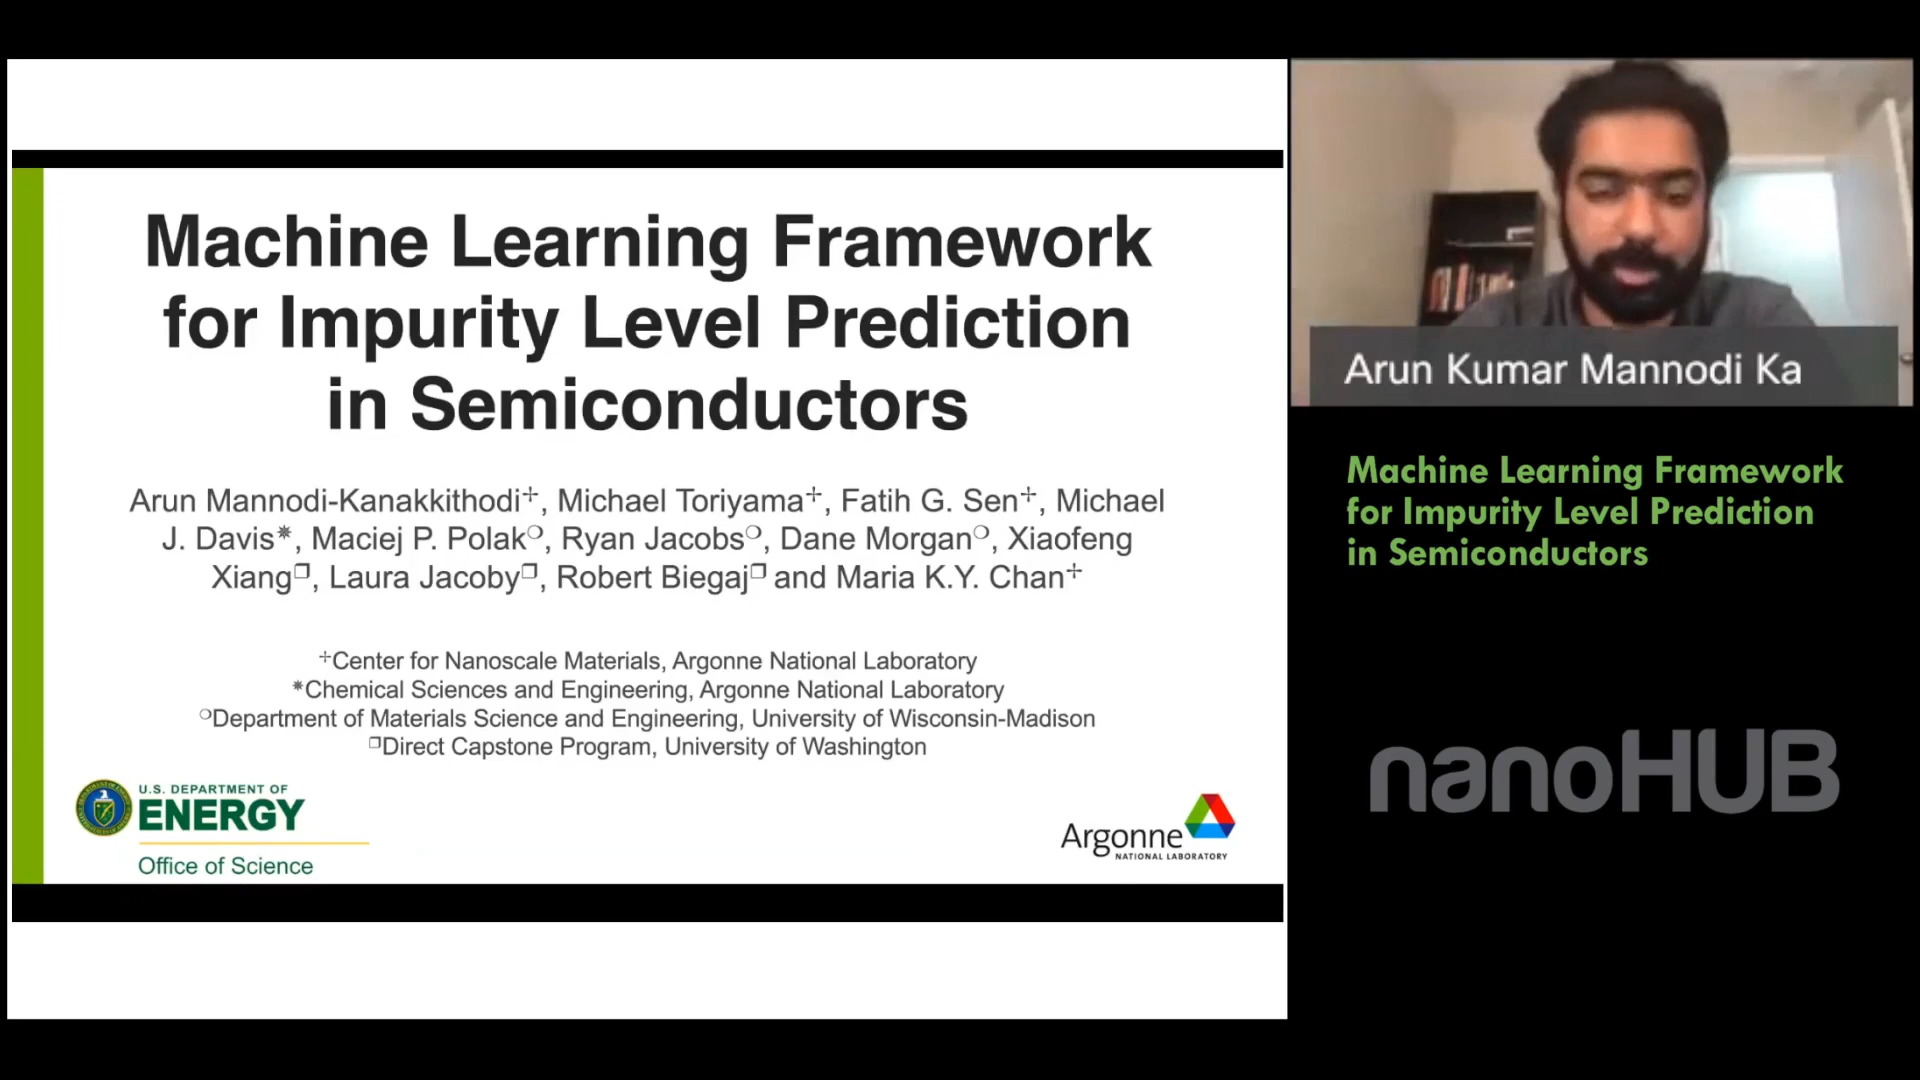 Machine Learning Framework
for Impurity Level Prediction
in Semiconductors
Arun Mannodi-Kanakkithodi✢, Michael Toriyama✢, Fatih G. Sen✢, Michael
J. Davis✷, Maciej P. Polak❍, Ryan Jacobs❍, Dane Morgan❍, Xiaofeng
Xiang❒, Laura Jacoby❒, Robert Biegaj❒ and Maria K.Y. Chan✢
✢Center for Nanoscale Materials, Argonne National Laboratory
✷Chemical Sciences and Engineering, Argonne National Laboratory
❍Department of Materials Science and Engineering, University of Wisconsin-Madison
❒Direct Capstone Program, University of Washington
U.S. DEPARTMENT OF
ENERGY
Office of Science
Argonne
NATIONAL LABORATORY
Arun Kumar Mannodi Ka
Machine Learning Framework
for Impurity Level Prediction
in Semiconductors
nanoHUB